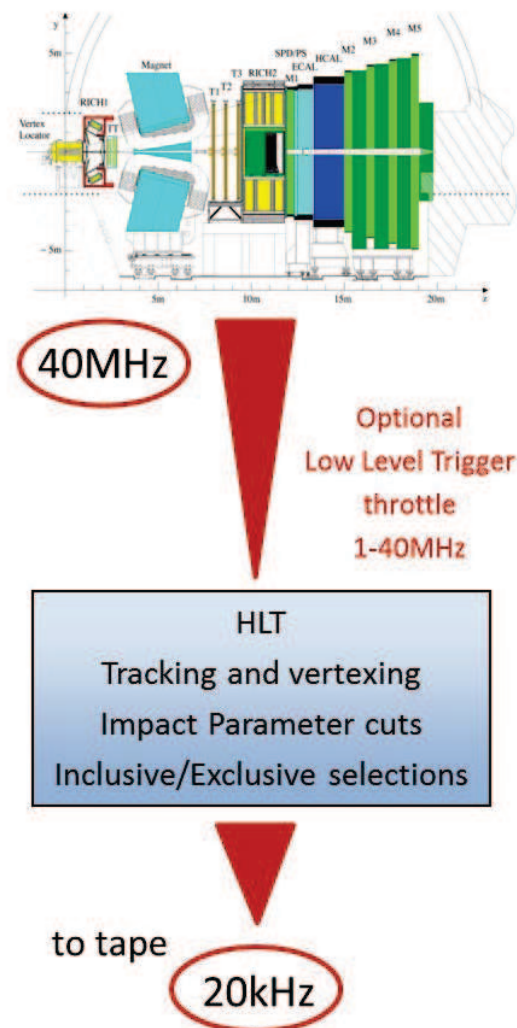 y
SPD/PS
ECAL
HCAL
M1
M2
M3
M4
M5
5m
Magnet
T1
T2
T3
RICH2
RICH1
TT
Vertex
Locator
- 5m
5m
10m
15m
20m
z
40MHz
Optional
Low Level Trigger
throttle
1-40MHz
HLT
Tracking and vertexing
Impact Parameter cuts
Inclusive/Exclusive selections
to tape
20kHz